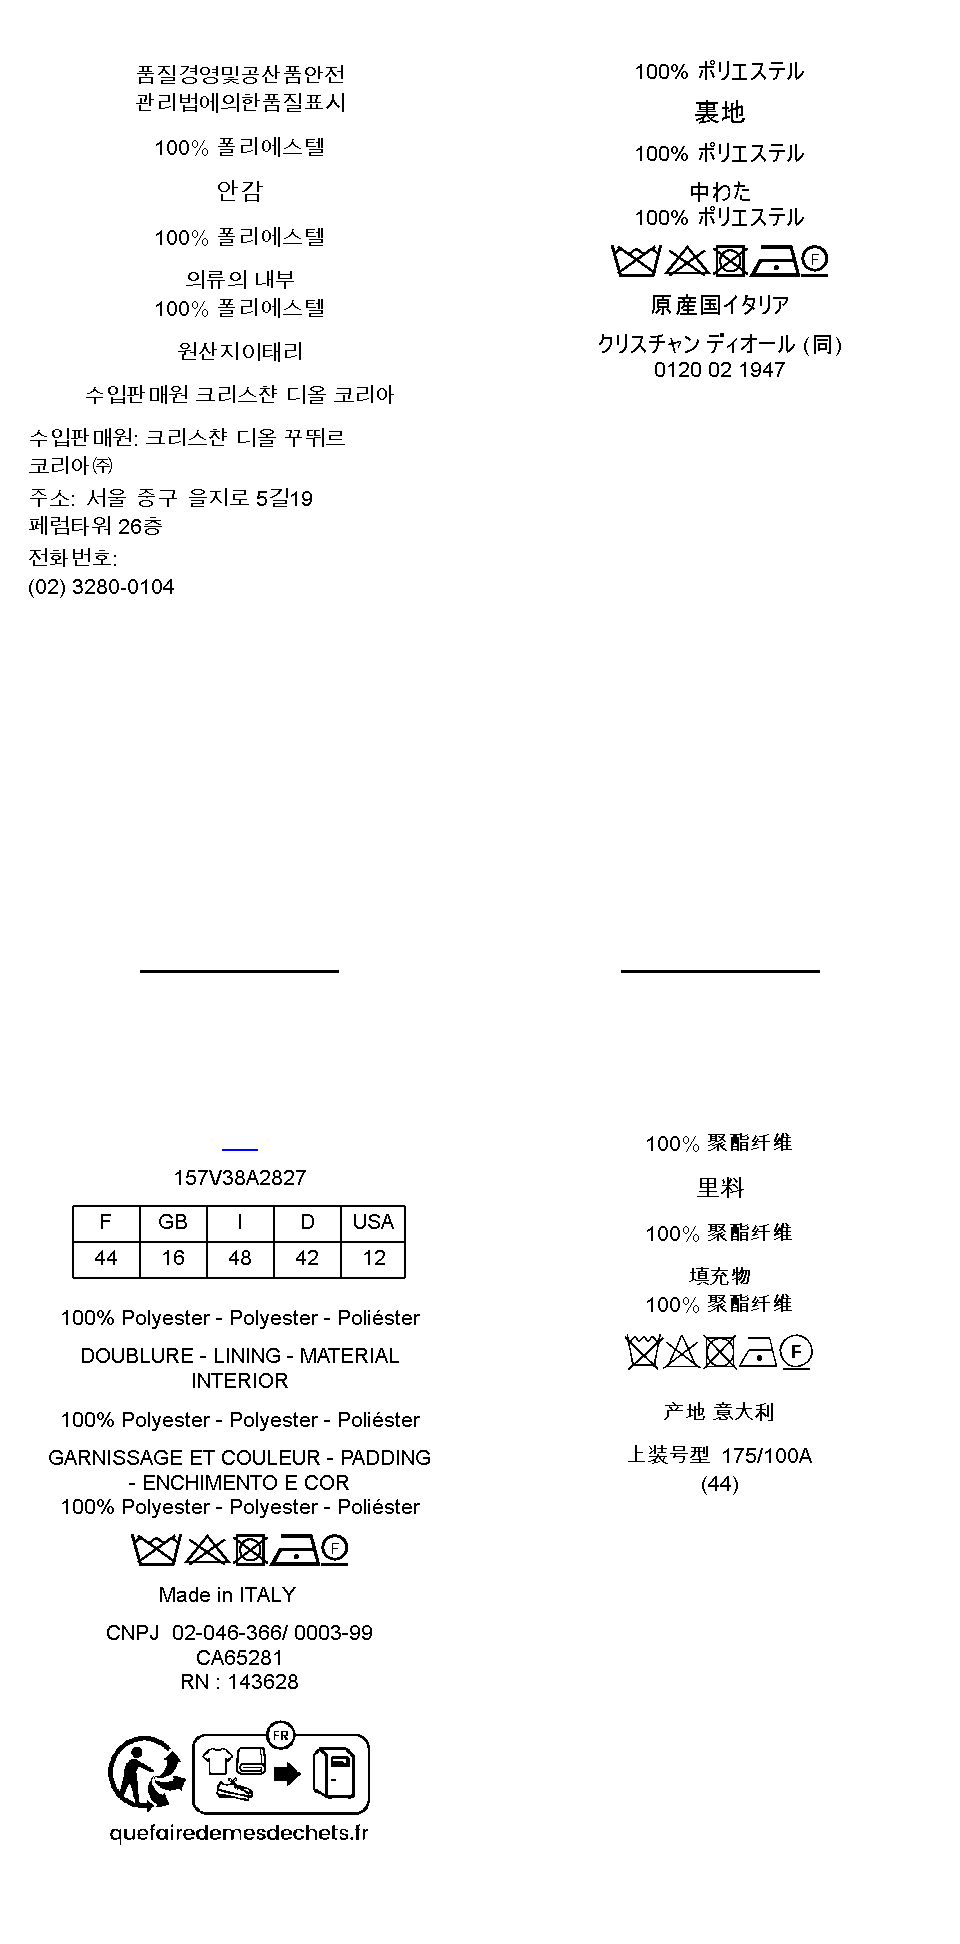 품질경영및공산품안전
관리법에의한품질표시
100% 폴리에스텔
안감
100% 폴리에스텔
의류의 내부
100% 폴리에스텔
원산지이태리
수입판매원 크리스챤 디올 코리아
수입판매원: 크리스챤 디올 꾸뛰르
코리아㈜
주소: 서울 중구 을지로 5길19
페럼타워 26층
전화번호:
(02) 3280-0104
100% ポリエステル
裏地
100% ポリエステル
中わた
100% ポリエステル
F
原産国イタリア
クリスチャン ディオール (同)
0120 02 1947
157V38A2827
F GB I D USA
44 16 48 42 12
100% Polyester - Polyester - Poliéster
DOUBLURE - LINING - MATERIAL
INTERIOR
100% Polyester - Polyester - Poliéster
GARNISSAGE ET COULEUR - PADDING
- ENCHIMENTO E COR
100% Polyester - Polyester - Poliéster
F
Made in ITALY
CNPJ 02-046-366/ 0003-99
CA65281
RN : 143628
FR
quefairedemesdechets.fr
100% 聚酯纤维
里料
100% 聚酯纤维
填充物
100% 聚酯纤维
F
产地 意大利
上装号型 175/100A
(44)